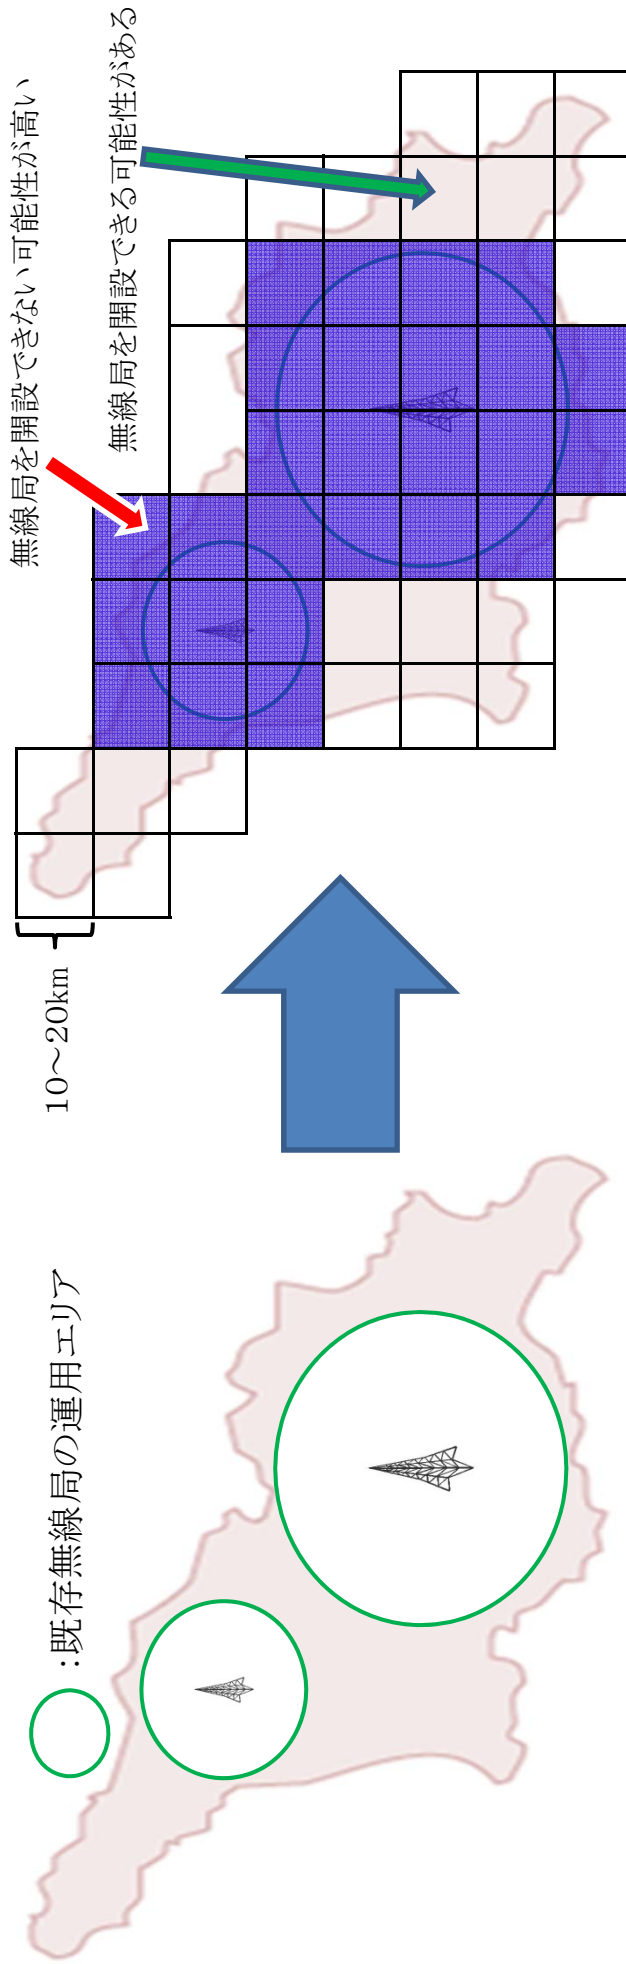 :既存無線局の運用エリア
10～20km
無線局を開設できない可能性が高い
無線局を開設できる可能性がある